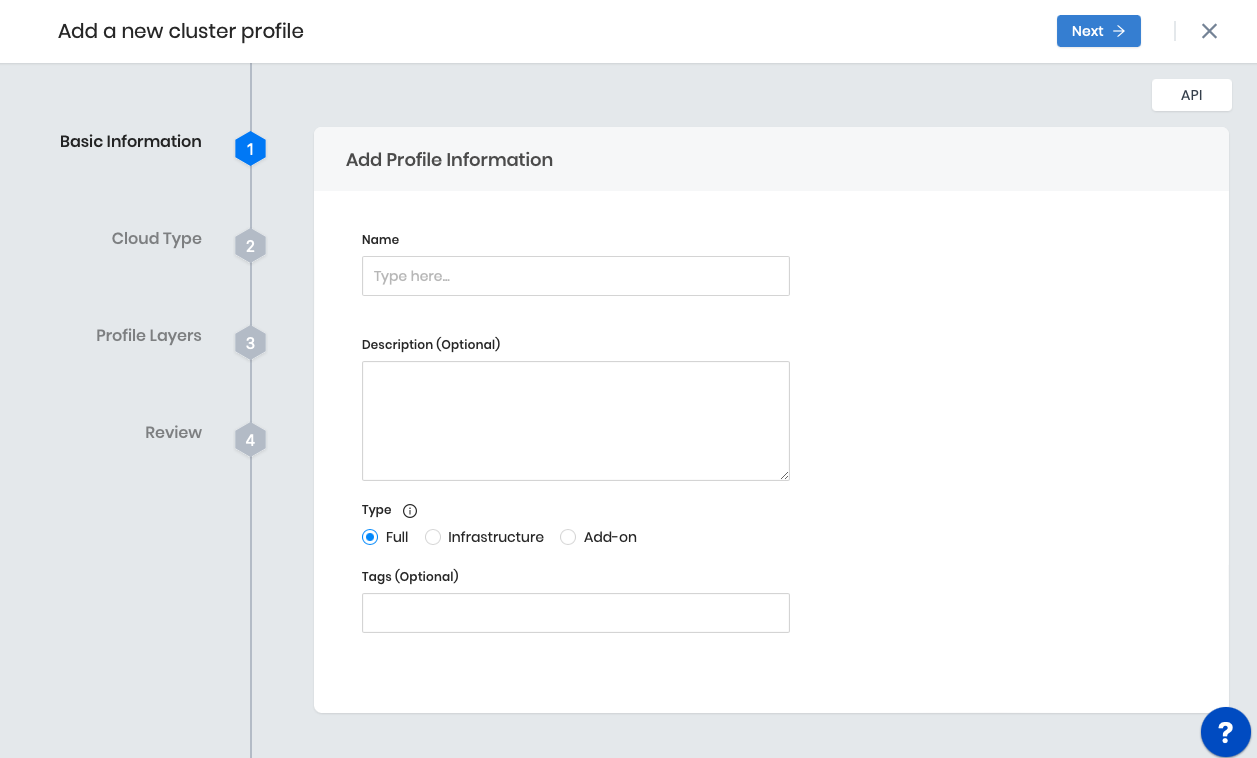 Add a new cluster profile
Next
API
Basic Information
1
Cloud Type
2
Profile Layers
3
Review
4
Add Profile Information
Name
Type here...
Description (Optional)
Type
Full
Infrastructure
Add-on
Tags (Optional)
?